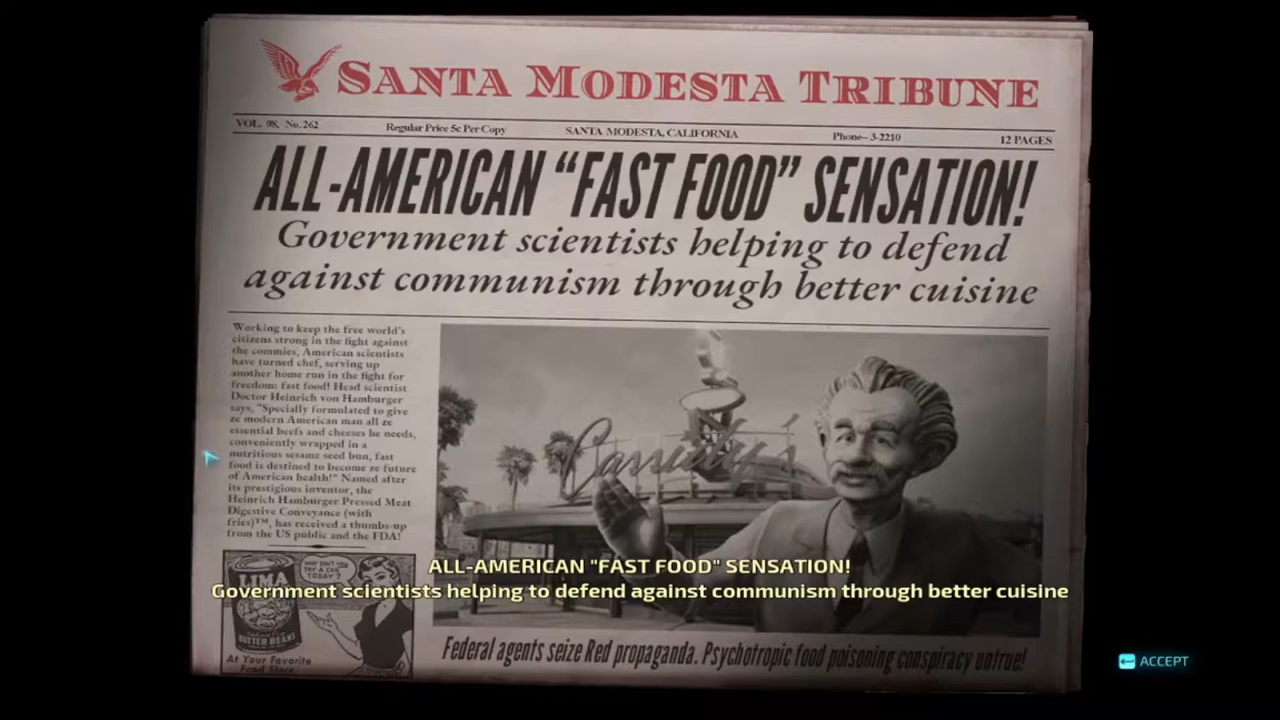 SANTA MODESTA TRIBUNE
VOL. 98, No. 262 Regular Price 5c Per Copy SANTA MODESTA, CALIFORNIA Phone– 3-2210 12 PAGES
ALL-AMERICAN “FAST FOOD” SENSATION!
Government scientists helping to defend
against communism through better cuisine
Working to keep the free world's
citizens strong in the fight against
the commies, American scientists
have turned chef, serving up
another home run in the fight for
freedom: fast food! Head scientist
Doctor Heinrich von Hamburger
says, "Specially formulated to give
ze modern American man all ze
essential beefs and cheeses he needs,
conveniently wrapped in a
nutritious sesame seed bun, fast
food is destined to become ze future
of American health!" Named after
its prestigious inventor, the
Heinrich Hamburger Pressed Meat
Digestive Conveyance (with
fries)™, has received a thumbs-up
from the US public and the FDA!
Cassidy's
LIMA
BUTTER BEANS
WHY DON'T YOU
TRY A CAN
TODAY?
At Your Favorite
Food Store
ALL-AMERICAN "FAST FOOD" SENSATION!
Government scientists helping to defend against communism through better cuisine
Federal agents seize Red propaganda. Psychotropic food poisoning conspiracy untrue!
ACCEPT